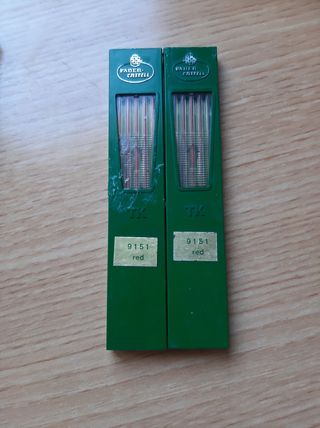 FABER-
CASTELL
FABER-
CASTELL
TK
TK
9151
red
9151
red